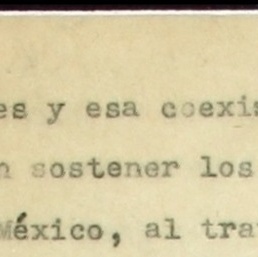 es y esa coexis
n sostener los
México, al tra